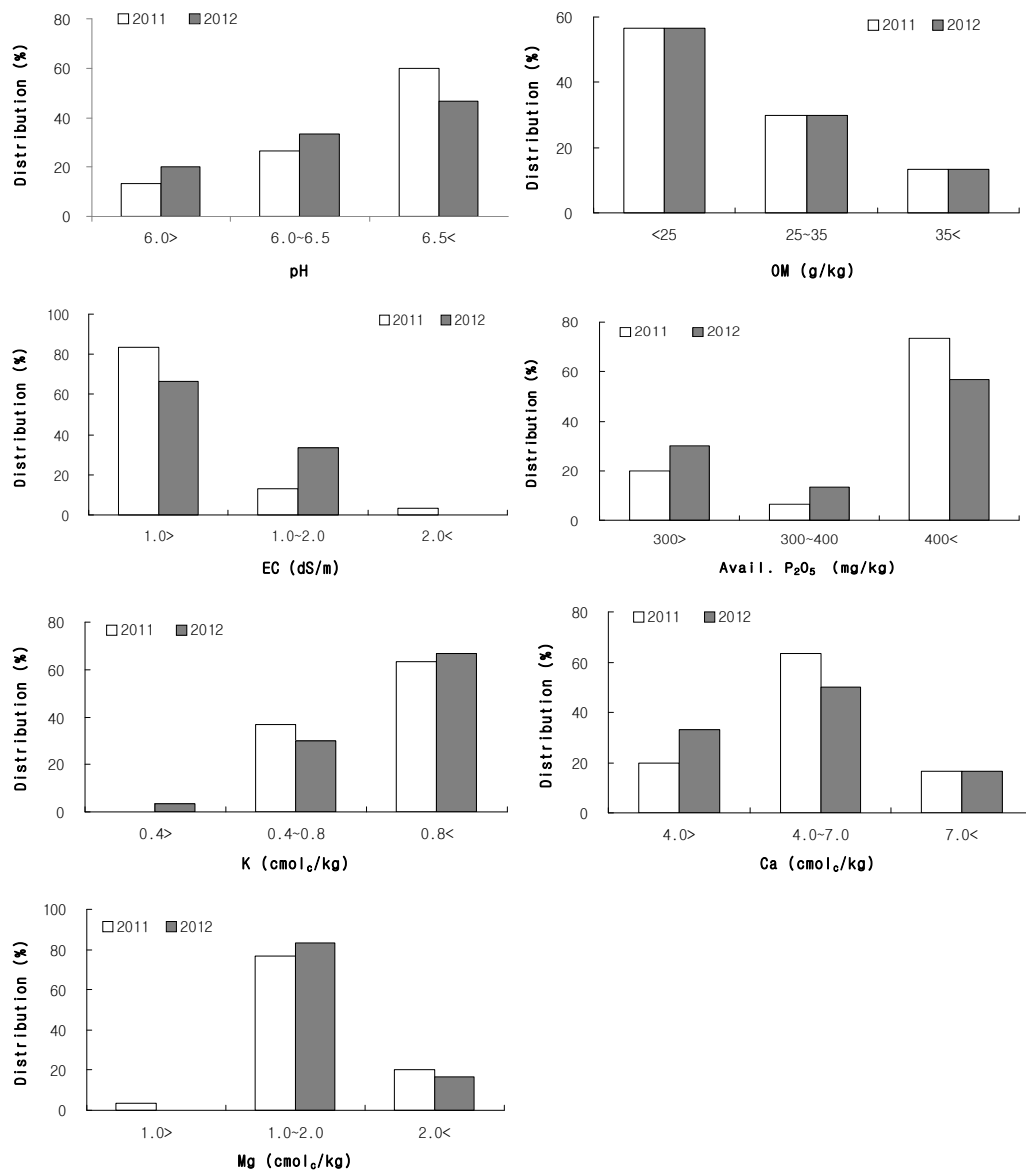 2011 2012
Distribution (%)
80
60
40
20
0
6.0> 6.0~6.5 6.5<
pH
2011 2012
Distribution (%)
60
40
20
0
<25 25~35 35<
OM (g/kg)
2011 2012
Distribution (%)
100
80
60
40
20
0
1.0> 1.0~2.0 2.0<
EC (dS/m)
2011 2012
Distribution (%)
80
60
40
20
0
300> 300~400 400<
Avail. P₂O₅ (mg/kg)
2011 2012
Distribution (%)
80
60
40
20
0
0.4> 0.4~0.8 0.8<
K (cmol꜀/kg)
2011 2012
Distribution (%)
80
60
40
20
0
4.0> 4.0~7.0 7.0<
Ca (cmol꜀/kg)
2011 2012
Distribution (%)
100
80
60
40
20
0
1.0> 1.0~2.0 2.0<
Mg (cmol꜀/kg)